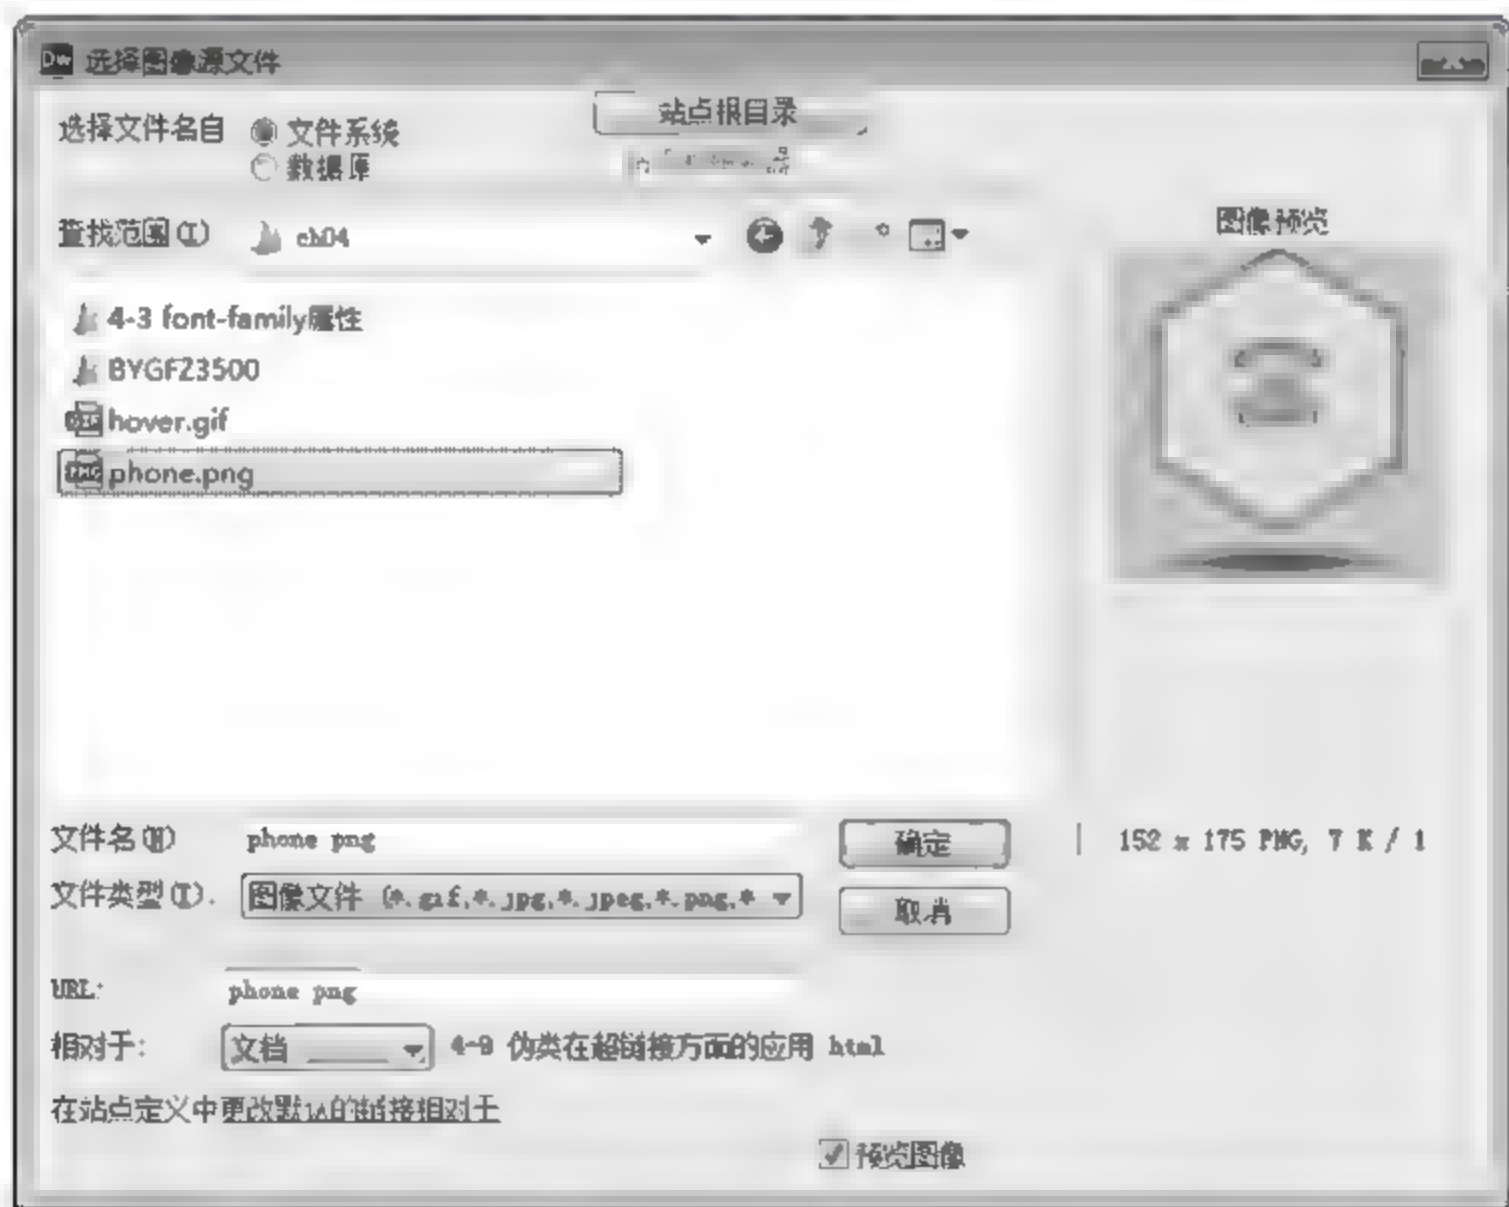 Dw 选择图像源文件
选择文件名自 文件系统 站点根目录
数据库
查找范围(I) ch04
图像预览
4-3 font-family属性
BYGFZ3500
hover.gif
phone.png
文件名(N) phone png 确定 152 x 175 PNG, 7 K / 1
文件类型(T). 图像文件 (*.gif,*.jpg,*.jpeg,*.png,* 取消
URL: phone png
相对于: 文档 4-9 伪类在超链接方面的应用 html
在站点定义中更改默认的链接相对于
预览图像